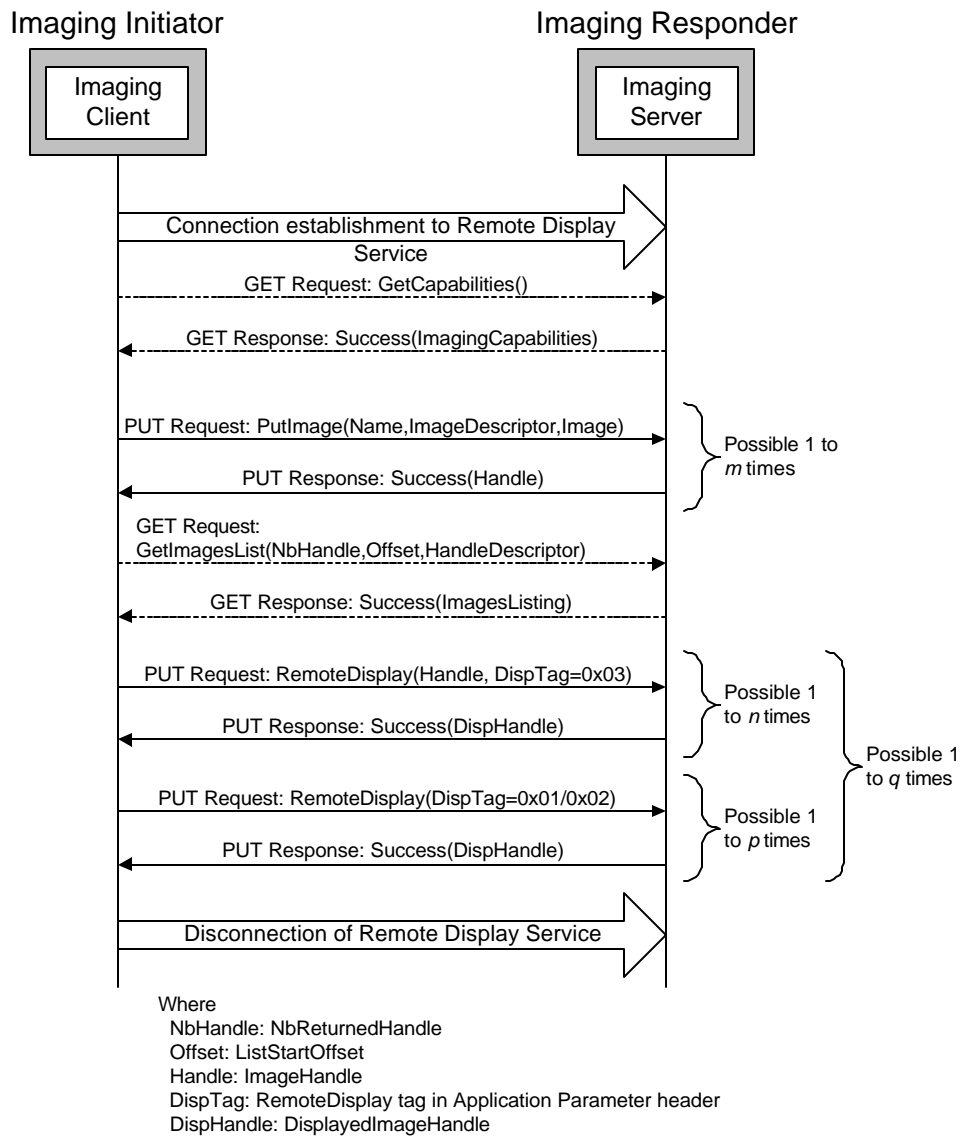 Imaging Initiator
Imaging Responder
Imaging
Client
Imaging
Server
Connection establishment to Remote Display
Service
GET Request: GetCapabilities()
GET Response: Success(ImagingCapabilities)
PUT Request: PutImage(Name,ImageDescriptor,Image)
Possible 1 to
m times
PUT Response: Success(Handle)
GET Request:
GetImagesList(NbHandle,Offset,HandleDescriptor)
GET Response: Success(ImagesListing)
PUT Request: RemoteDisplay(Handle, DispTag=0x03)
Possible 1
to n times
PUT Response: Success(DispHandle)
Possible 1
to q times
PUT Request: RemoteDisplay(DispTag=0x01/0x02)
Possible 1
to p times
PUT Response: Success(DispHandle)
Disconnection of Remote Display Service
Where
NbHandle: NbReturnedHandle
Offset: ListStartOffset
Handle: ImageHandle
DispTag: RemoteDisplay tag in Application Parameter header
DispHandle: DisplayedImageHandle